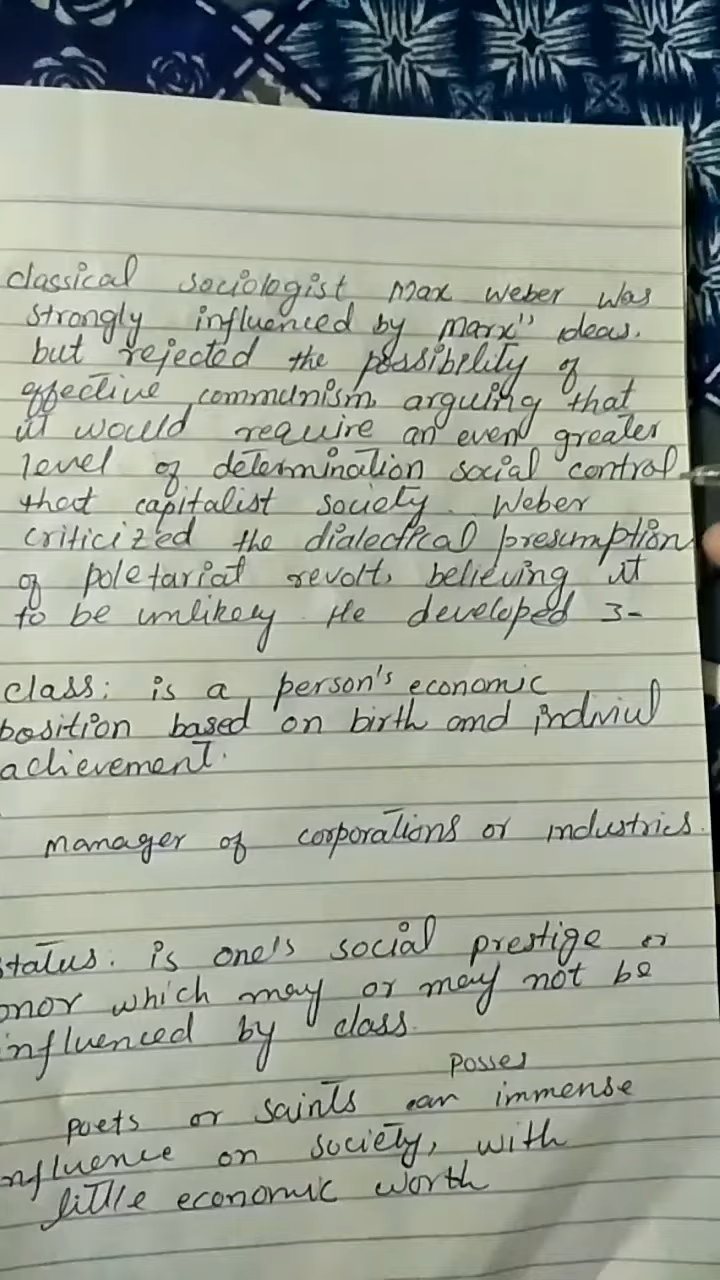 classical sociologist Max Weber was
strongly influenced by marx'' ideas.
but rejected the possibility of
effective communism, arguing that
it would require an even greater
level of determination social control
that capitalist society. Weber
criticized the dialectical presumption
of poletariat revolt, believing it
to be unlikely. He developed 3-
class: is a person's economic
position based on birth and indiviul
achievement.
manager of corporations or industries.
status: is one's social prestige or
onor which may or may not be
influenced by class.
posses
poets or saints can immense
nfluence on society, with
little economic worth